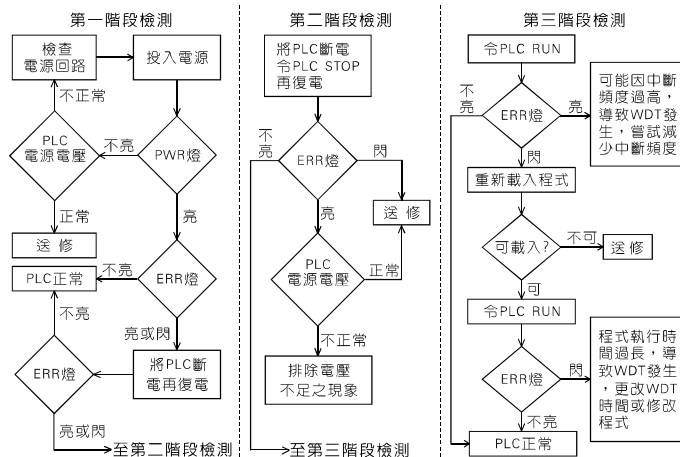 第一階段檢測
檢查
電源回路
投入電源
不正常
PLC
電源電壓
不亮
PWR燈
正常
亮
送修
PLC正常
不亮
ERR燈
不亮
亮或閃
ERR燈
將PLC斷
電再復電
亮或閃
至第二階段檢測
第二階段檢測
將PLC斷電
令PLC STOP
再復電
不
亮
ERR燈
閃
亮
送修
PLC
電源電壓
正常
不正常
排除電壓
不足之現象
至第三階段檢測
第三階段檢測
令PLC RUN
不
亮
ERR燈
亮
可能因中斷
頻度過高，
導致WDT發
生，嘗試減
少中斷頻度
閃
重新載入程式
可載入?
不可
送修
可
令PLC RUN
ERR燈
閃
程式執行時
間過長，導
致WDT發生
，更改WDT
時間或修改
程式
不亮
PLC正常